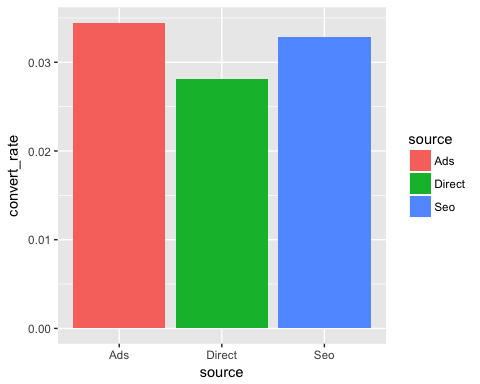 convert_rate
0.03
0.02
0.01
0.00
Ads
Direct
Seo
source
source
Ads
Direct
Seo